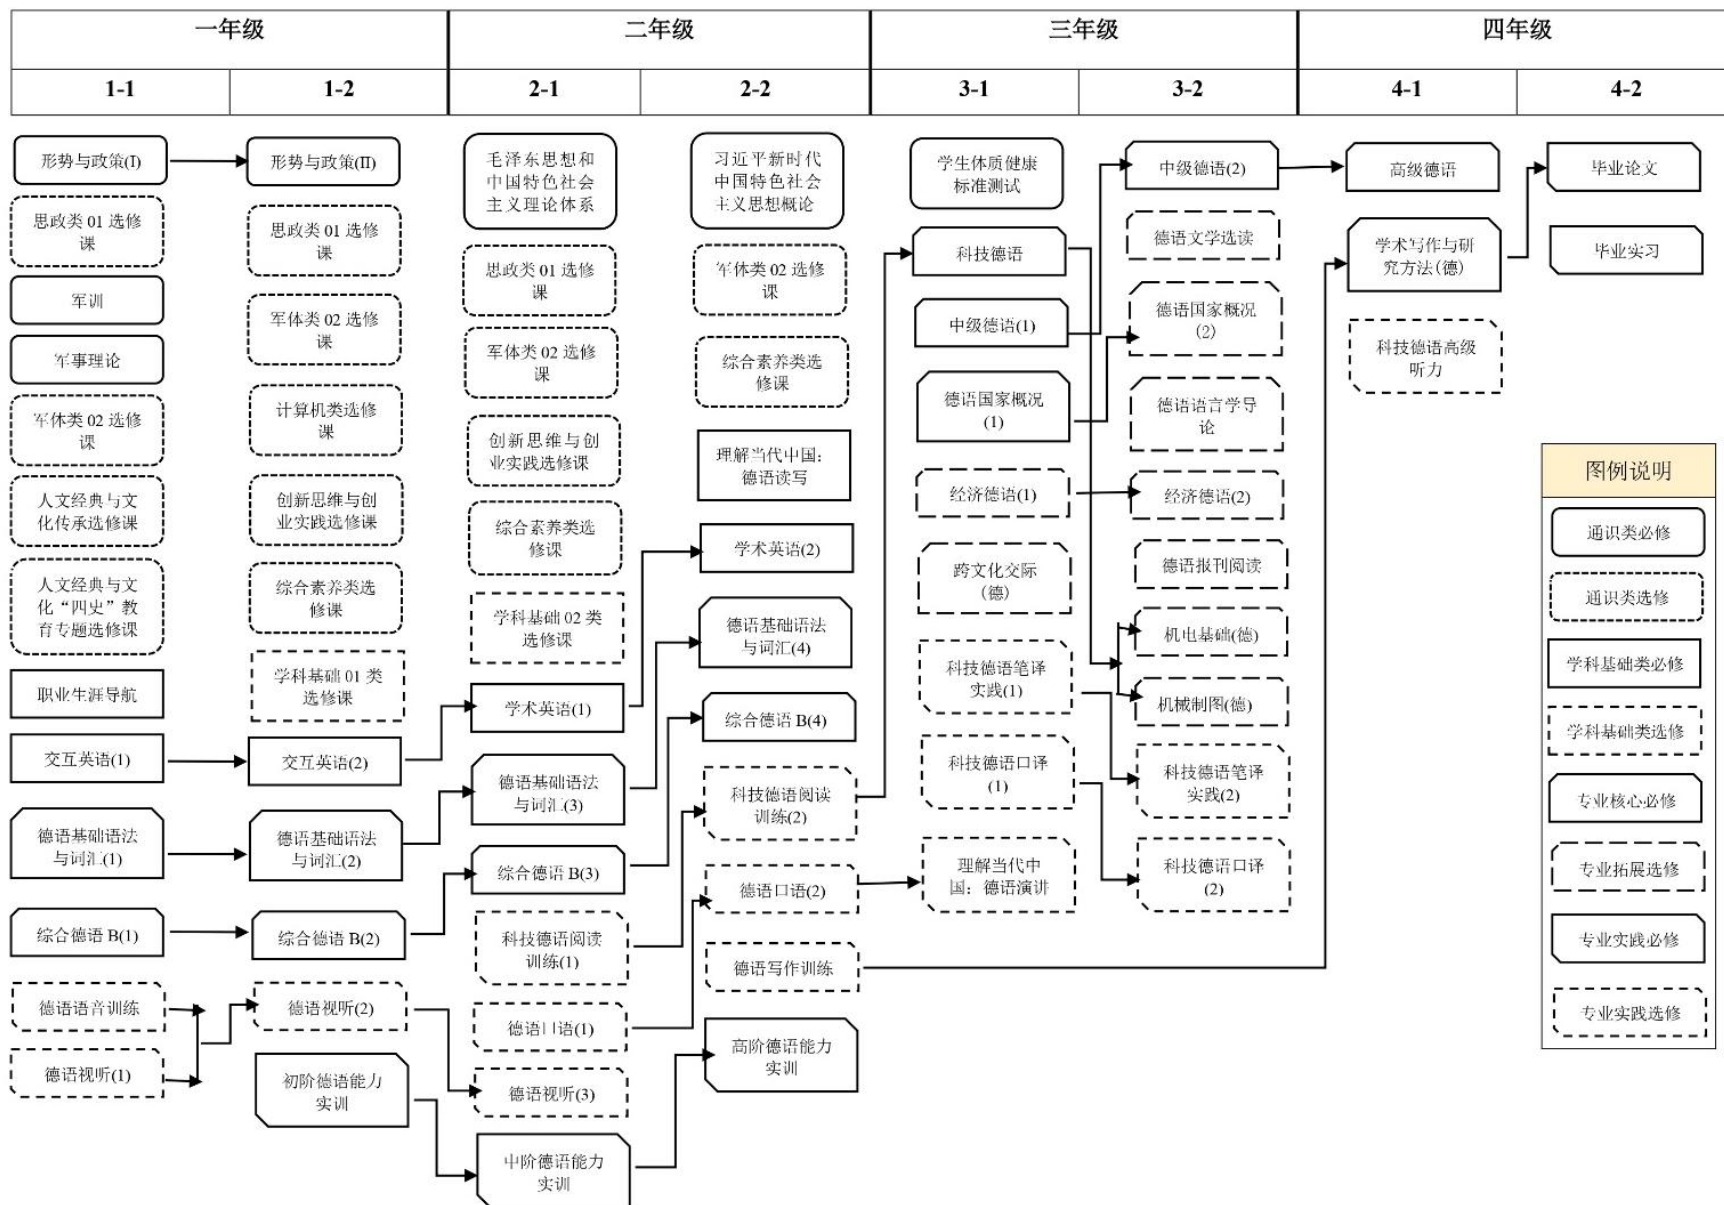 一年级
二年级
三年级
四年级
1-1
1-2
2-1
2-2
3-1
3-2
4-1
4-2
形势与政策(I)
思政类 01 选修
课
军训
军事理论
军体类 02 选修
课
人文经典与文
化传承选修课
人文经典与文
化“四史”教
育专题选修课
职业生涯导航
交互英语(1)
德语基础语法
与词汇(1)
综合德语 B(1)
德语语音训练
德语视听(1)
形势与政策(II)
思政类 01 选修
课
军体类 02 选修
课
计算机类选修
课
创新思维与创
业实践选修课
综合素养类选
修课
学科基础 01 类
选修课
交互英语(2)
德语基础语法
与词汇(2)
综合德语 B(2)
德语视听(2)
初阶德语能力
实训
毛泽东思想和
中国特色社会
主义理论体系
思政类 01 选修
课
军体类 02 选修
课
创新思维与创
业实践选修课
综合素养类选
修课
学科基础 02 类
选修课
学术英语(1)
德语基础语法
与词汇(3)
综合德语 B(3)
科技德语阅读
训练(1)
德语口语(1)
德语视听(3)
中阶德语能力
实训
习近平新时代
中国特色社会
主义思想概论
军体类 02 选修
课
综合素养类选
修课
理解当代中国：
德语读写
学术英语(2)
德语基础语法
与词汇(4)
综合德语 B(4)
科技德语阅读
训练(2)
德语口语(2)
德语写作训练
高阶德语能力
实训
学生体质健康
标准测试
科技德语
中级德语(1)
德语国家概况
(1)
经济德语(1)
跨文化交际
(德)
科技德语笔译
实践(1)
科技德语口译
(1)
理解当代中
国：德语演讲
中级德语(2)
德语文学选读
德语国家概况
(2)
德语语言学导
论
经济德语(2)
德语报刊阅读
机电基础(德)
机械制图(德)
科技德语笔译
实践(2)
科技德语口译
(2)
高级德语
学术写作与研
究方法(德)
科技德语高级
听力
毕业论文
毕业实习
图例说明
通识类必修
通识类选修
学科基础类必修
学科基础类选修
专业核心必修
专业拓展选修
专业实践必修
专业实践选修